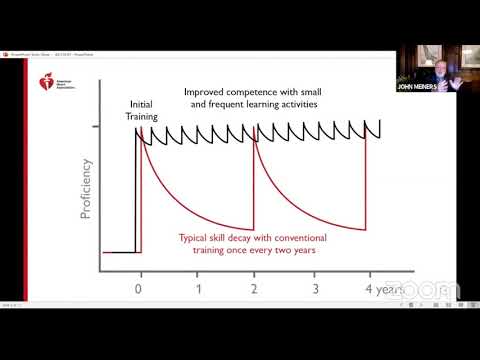 American
Heart
Association.
Initial
Training
Improved competence with small
and frequent learning activities
JOHN MEINERS
Proficiency
Typical skill decay with conventional
training once every two years
0
1
2
3
4 years
zoom